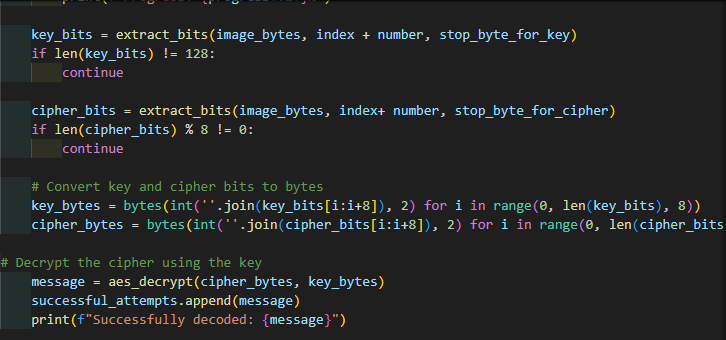 key_bits = extract_bits(image_bytes, index + number, stop_byte_for_key)
if len(key_bits) != 128:
continue
cipher_bits = extract_bits(image_bytes, index+ number, stop_byte_for_cipher)
if len(cipher_bits) % 8 != 0:
continue
# Convert key and cipher bits to bytes
key_bytes = bytes(int(''.join(key_bits[i:i+8]), 2) for i in range(0, len(key_bits), 8))
cipher_bytes = bytes(int(''.join(cipher_bits[i:i+8]), 2) for i in range(0, len(cipher_bits
# Decrypt the cipher using the key
message = aes_decrypt(cipher_bytes, key_bytes)
successful_attempts.append(message)
print(f"Successfully decoded: {message}")